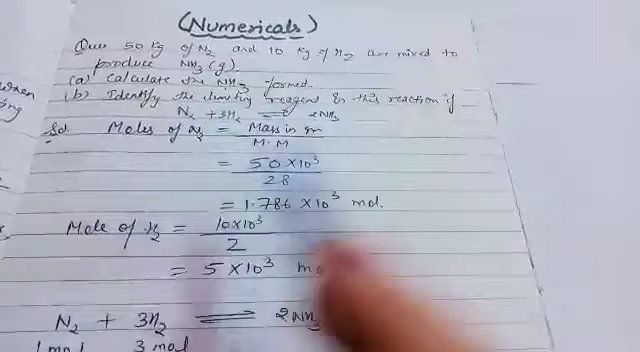 (Numericals)
Ques 50 kg of N2 and 10 kg of H2 are mixed to
produce NH3(g).
(a) Calculate the NH3 formed.
(b) Identify the limiting reagent in this reaction if
N2 + 3H2 ⇌ 2NH3
Sol Moles of N2 = Mass in gm
M.M
= 50 × 10³
28
= 1.786 × 10³ mol.
Mole of H2 = 10×10³
2
= 5 × 10³
N2 + 3H2 ⇌ 2NH3
1 mol 3 mol